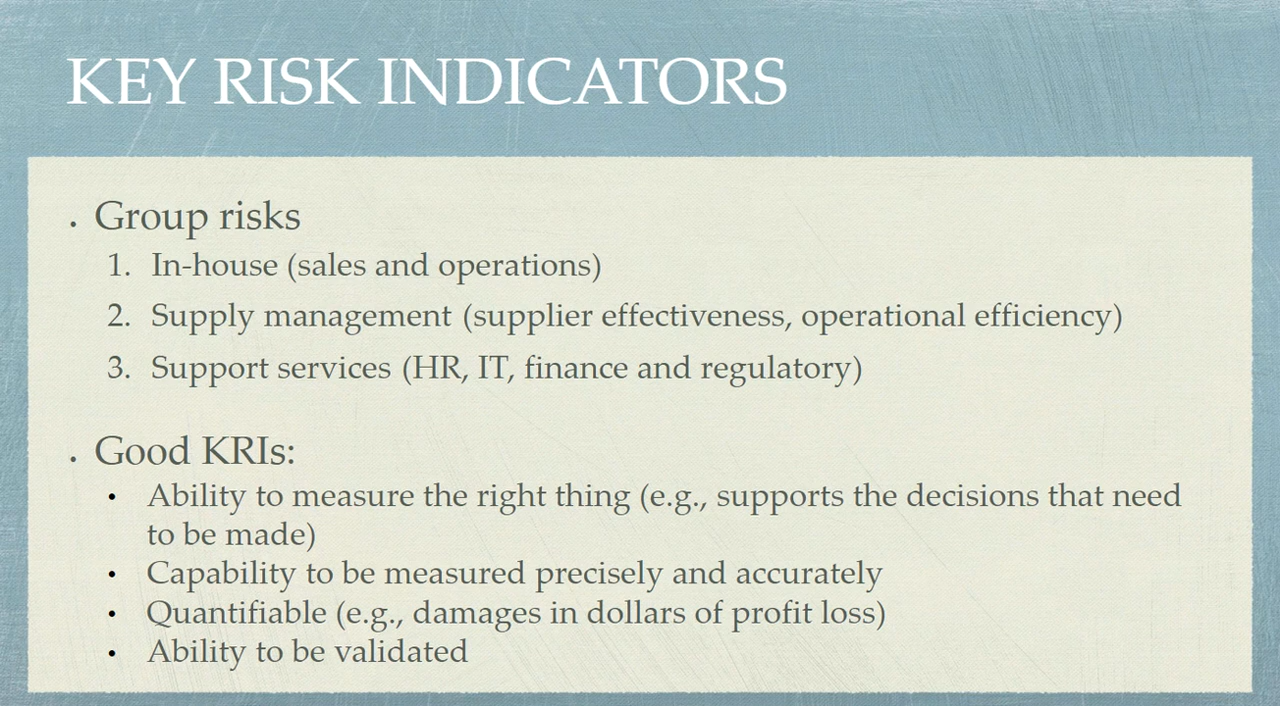 KEY RISK INDICATORS
. Group risks
1. In-house (sales and operations)
2. Supply management (supplier effectiveness, operational efficiency)
3. Support services (HR, IT, finance and regulatory)
. Good KRIs:
• Ability to measure the right thing (e.g., supports the decisions that need
to be made)
• Capability to be measured precisely and accurately
• Quantifiable (e.g., damages in dollars of profit loss)
• Ability to be validated